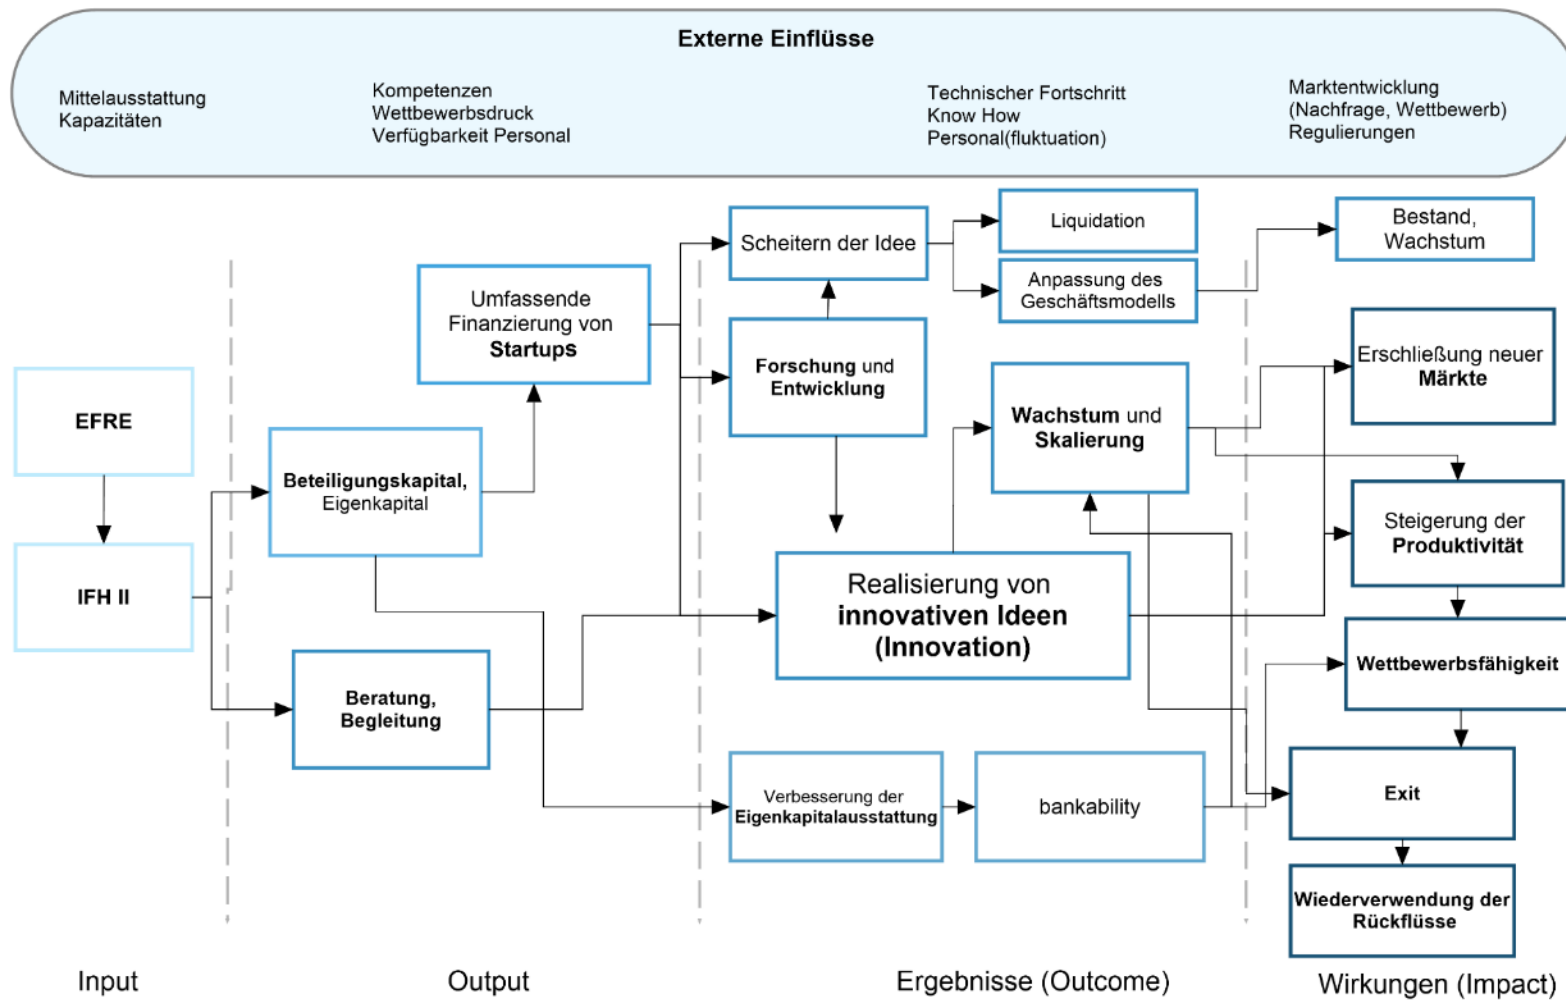 Externe Einflüsse
Mittelausstattung
Kapazitäten
Kompetenzen
Wettbewerbsdruck
Verfügbarkeit Personal
Technischer Fortschritt
Know How
Personal(fluktuation)
Marktentwicklung
(Nachfrage, Wettbewerb)
Regulierungen
EFRE
IFH II
Umfassende
Finanzierung von
Startups
Beteiligungskapital,
Eigenkapital
Beratung,
Begleitung
Scheitern der Idee
Liquidation
Anpassung des
Geschäftsmodells
Forschung und
Entwicklung
Wachstum und
Skalierung
Realisierung von
innovativen Ideen
(Innovation)
Verbesserung der
Eigenkapitalausstattung
bankability
Bestand,
Wachstum
Erschließung neuer
Märkte
Steigerung der
Produktivität
Wettbewerbsfähigkeit
Exit
Wiederverwendung der
Rückflüsse
Input
Output
Ergebnisse (Outcome)
Wirkungen (Impact)